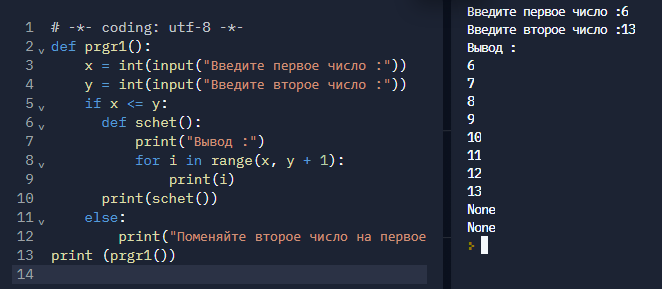 1 # -*- coding: utf-8 -*-
2 def prgr1():
3 x = int(input("Введите первое число :"))
4 y = int(input("Введите второе число :"))
5 if x <= y:
6 def schet():
7 print("Вывод :")
8 for i in range(x, y + 1):
9 print(i)
10 print(schet())
11 else:
12 print("Поменяйте второе число на первое
13 print (prgr1())
14
Введите первое число :6
Введите второе число :13
Вывод :
6
7
8
9
10
11
12
13
None
None
>